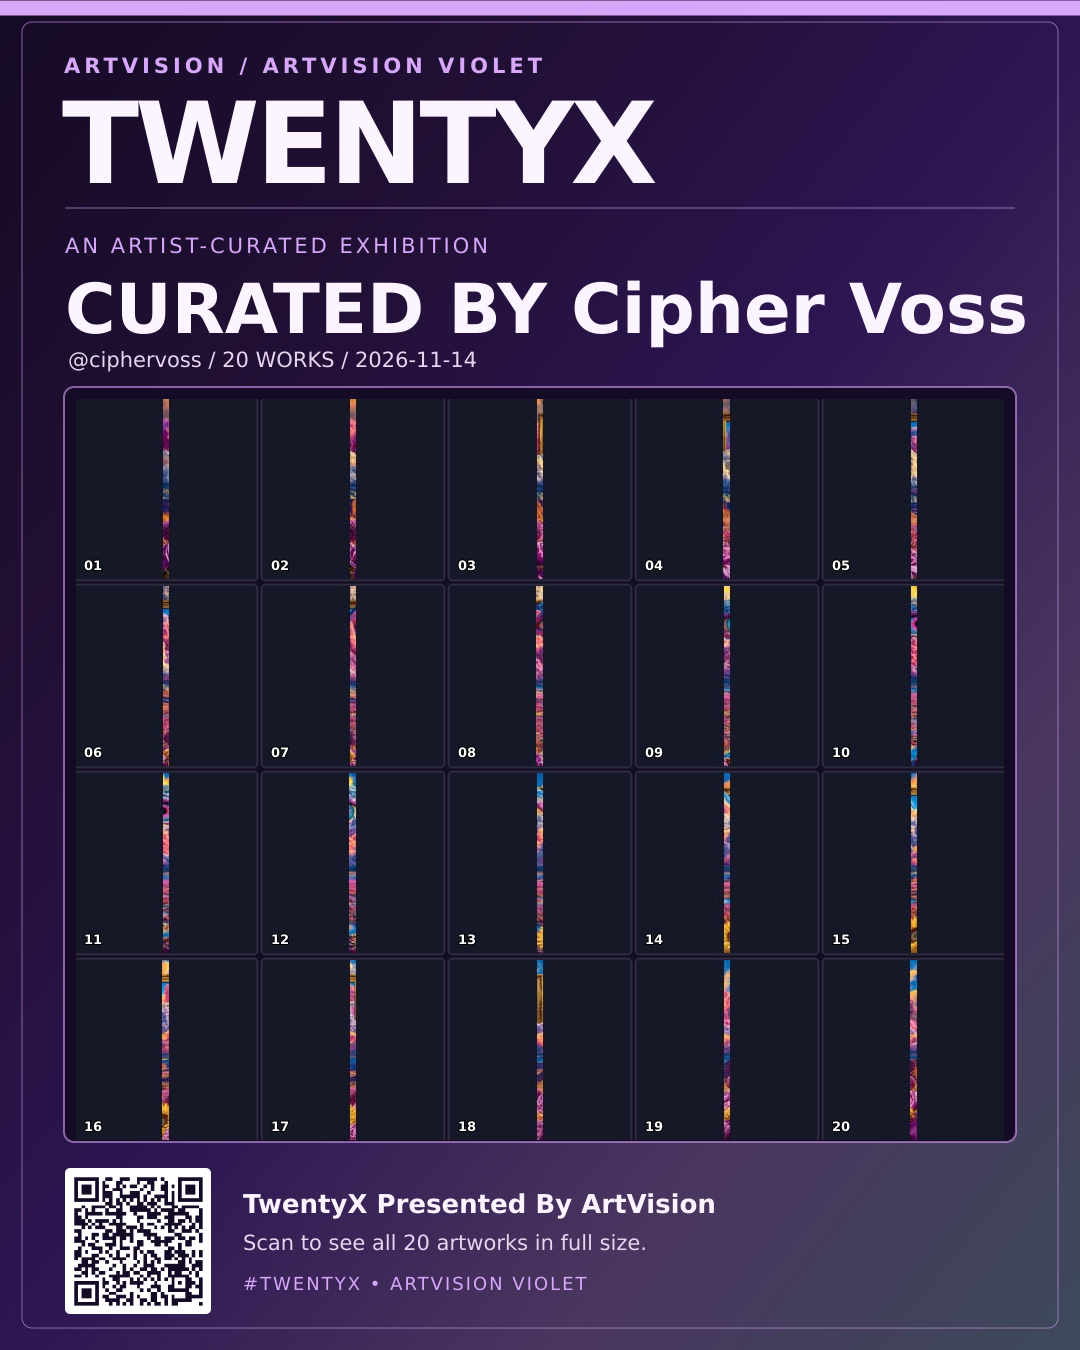 ARTVISION / ARTVISION VIOLET
TWENTYX
AN ARTIST-CURATED EXHIBITION
CURATED BY Cipher Voss
@ciphervoss / 20 WORKS / 2026-11-14
01 02 03 04 05
06 07 08 09 10
11 12 13 14 15
16 17 18 19 20
TwentyX Presented By ArtVision
Scan to see all 20 artworks in full size.
#TWENTYX • ARTVISION VIOLET